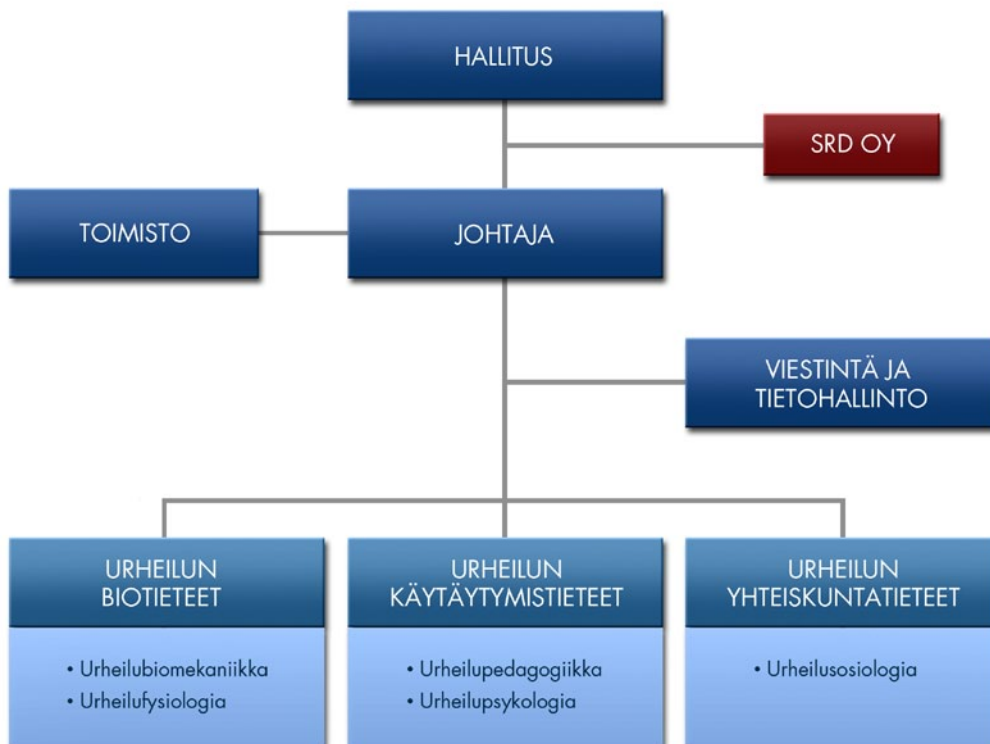 HALLITUS
SRD OY
TOIMISTO
JOHTAJA
VIESTINTÄ JA
TIETOHALLINTO
URHEILUN
BIOTIETEET
• Urheilubiomekaniikka
• Urheilufysiologia
URHEILUN
KÄYTÄYTYMISTIETEET
• Urheilupedagogiikka
• Urheilupsykologia
URHEILUN
YHTEISKUNTATIETEET
• Urheilusosiologia